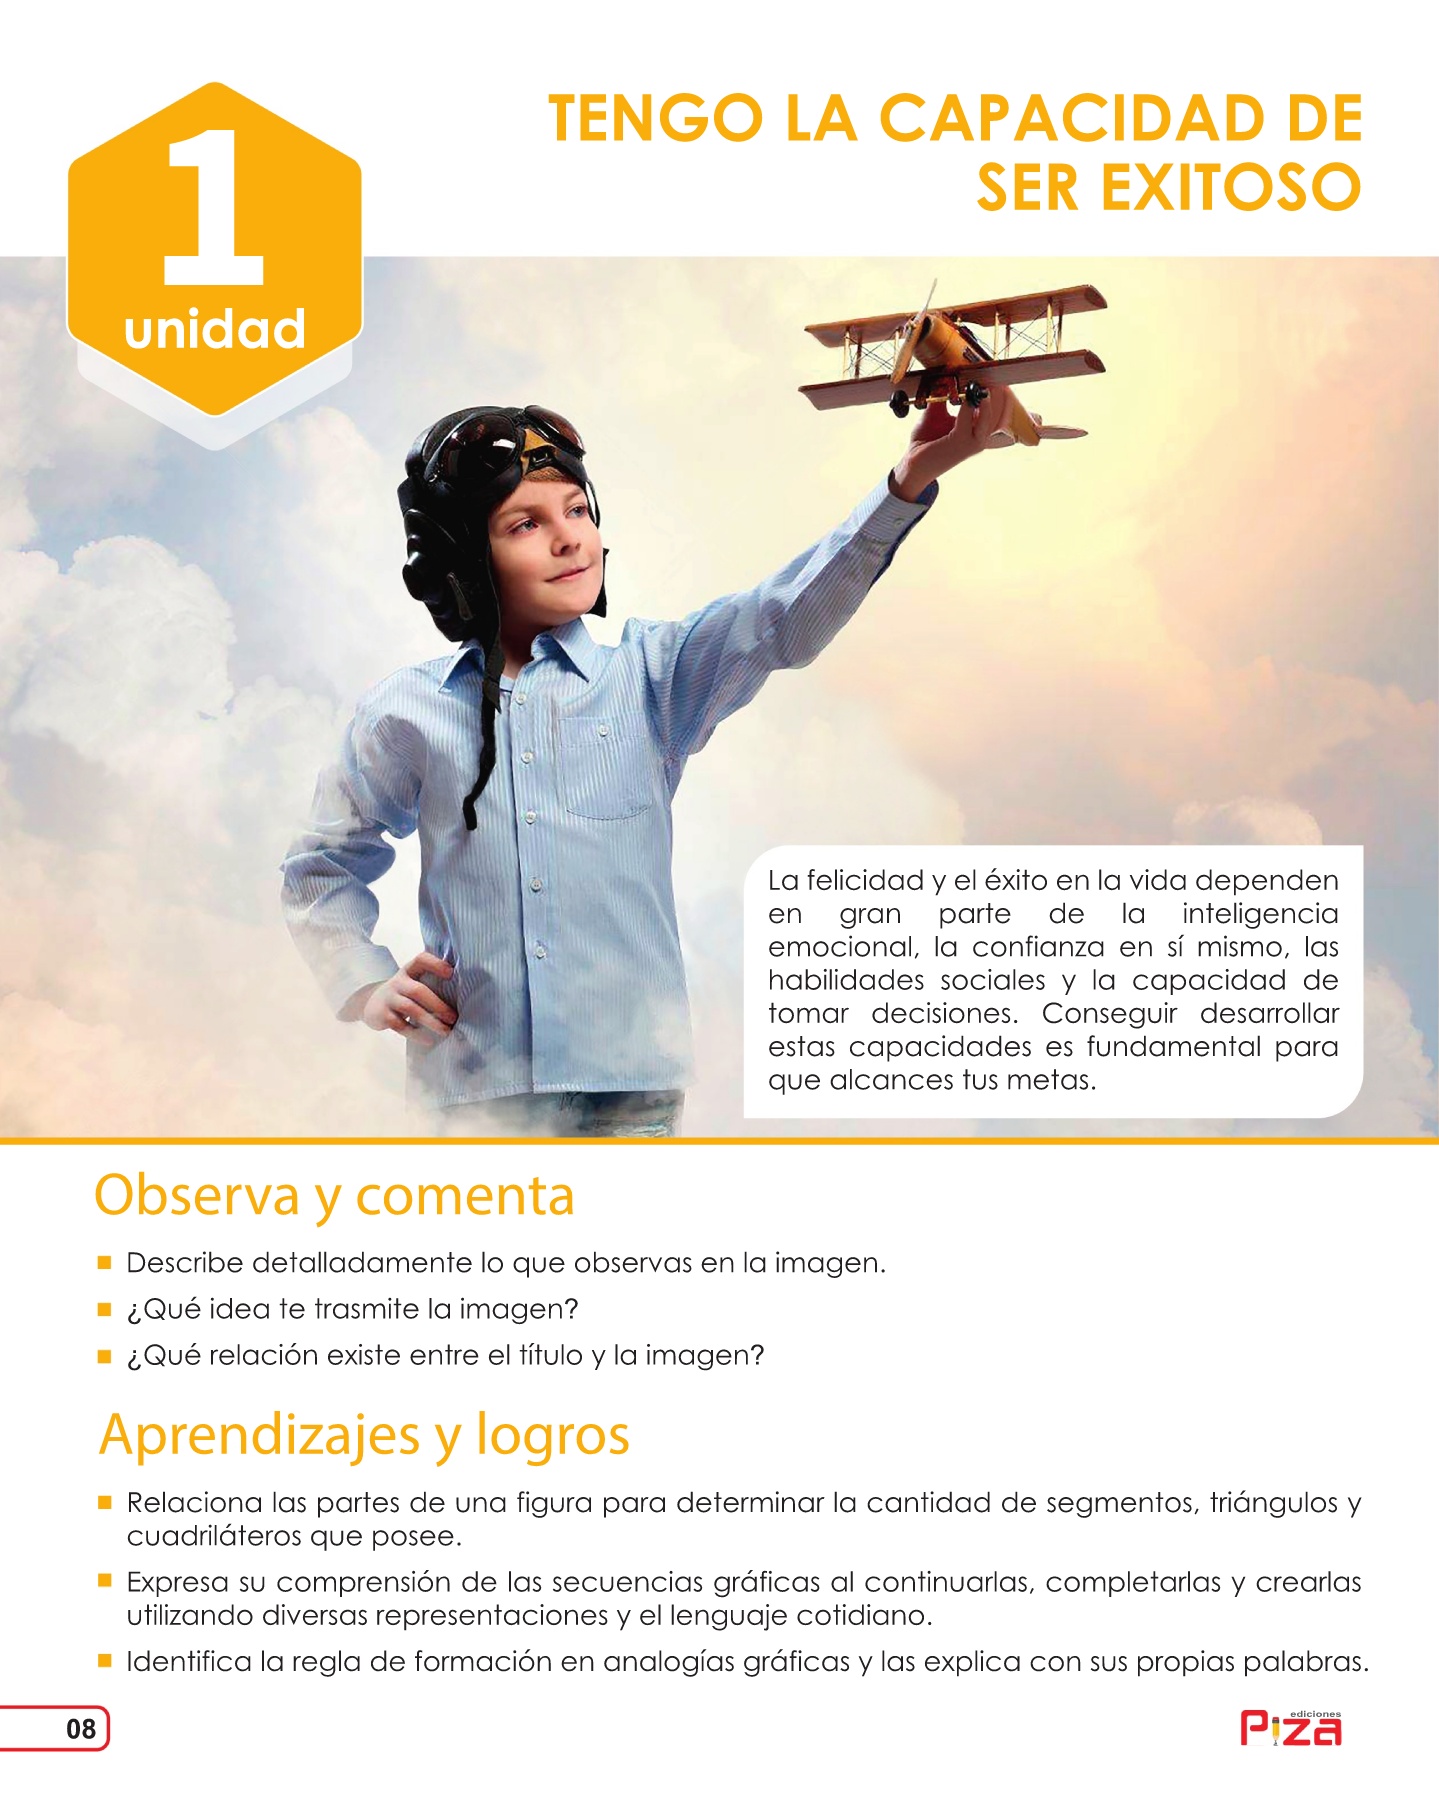 1
unidad
TENGO LA CAPACIDAD DE
SER EXITOSO
La felicidad y el éxito en la vida dependen
en gran parte de la inteligencia
emocional, la confianza en sí mismo, las
habilidades sociales y la capacidad de
tomar decisiones. Conseguir desarrollar
estas capacidades es fundamental para
que alcances tus metas.
Observa y comenta
Describe detalladamente lo que observas en la imagen.
¿Qué idea te trasmite la imagen?
¿Qué relación existe entre el título y la imagen?
Aprendizajes y logros
Relaciona las partes de una figura para determinar la cantidad de segmentos, triángulos y
cuadriláteros que posee.
Expresa su comprensión de las secuencias gráficas al continuarlas, completarlas y crearlas
utilizando diversas representaciones y el lenguaje cotidiano.
Identifica la regla de formación en analogías gráficas y las explica con sus propias palabras.
08
ediciones
Piza